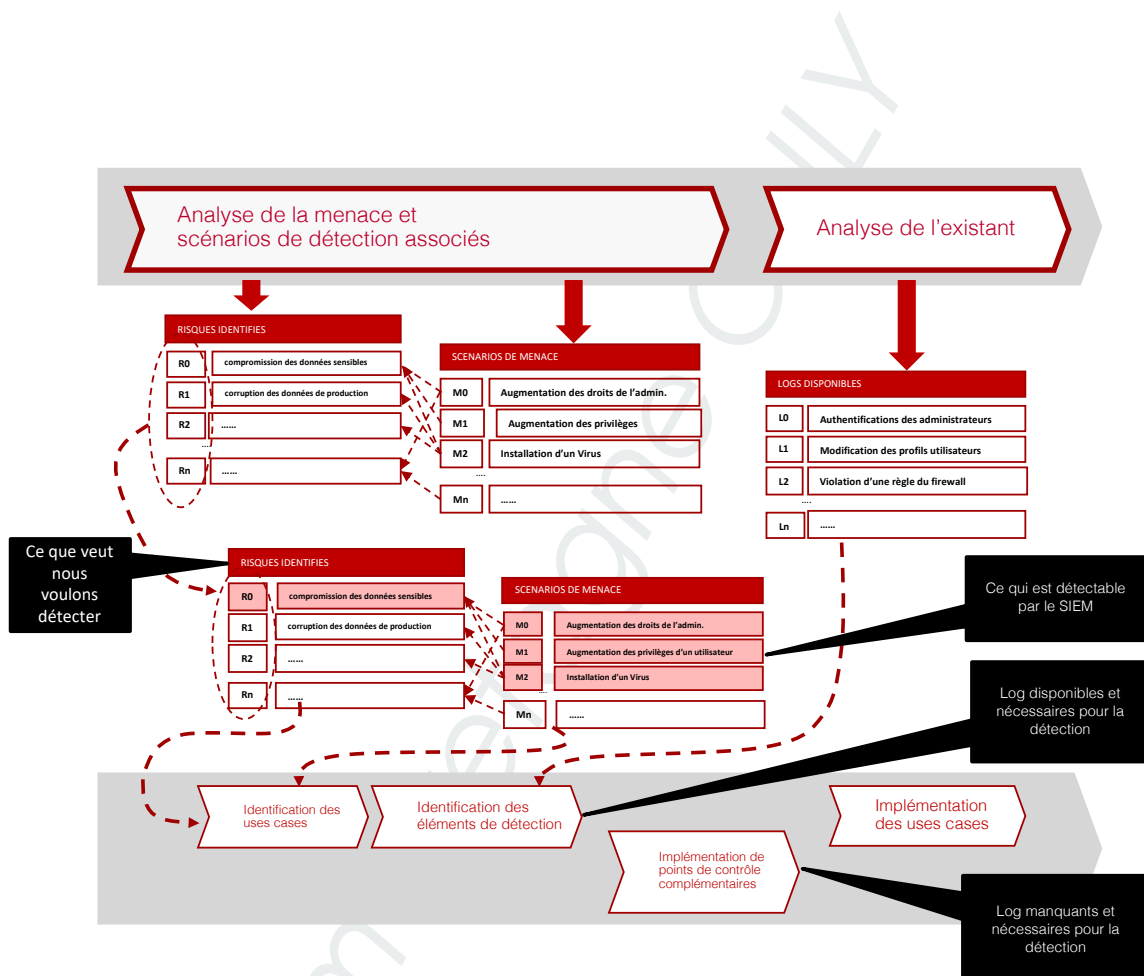 Analyse de la menace et
scénarios de détection associés
Analyse de l'existant
RISQUES IDENTIFIES
R0 compromission des données sensibles
R1 corruption des données de production
R2 ......
....
Rn ......
SCENARIOS DE MENACE
M0 Augmentation des droits de l'admin.
M1 Augmentation des privilèges
M2 Installation d'un Virus
....
Mn ......
LOGS DISPONIBLES
L0 Authentifications des administrateurs
L1 Modification des profils utilisateurs
L2 Violation d'une règle du firewall
....
Ln ......
Ce que veut
nous
voulons
détecter
RISQUES IDENTIFIES
R0 compromission des données sensibles
R1 corruption des données de production
R2 ......
Rn ......
SCENARIOS DE MENACE
M0 Augmentation des droits de l'admin.
M1 Augmentation des privilèges d'un utilisateur
M2 Installation d'un Virus
....
Mn ......
Ce qui est détectable
par le SIEM
Log disponibles et
nécessaires pour la
détection
Identification des
uses cases
Identification des
éléments de détection
Implémentation de
points de contrôle
complémentaires
Implémentation
des uses cases
Log manquants et
nécessaires pour la
détection